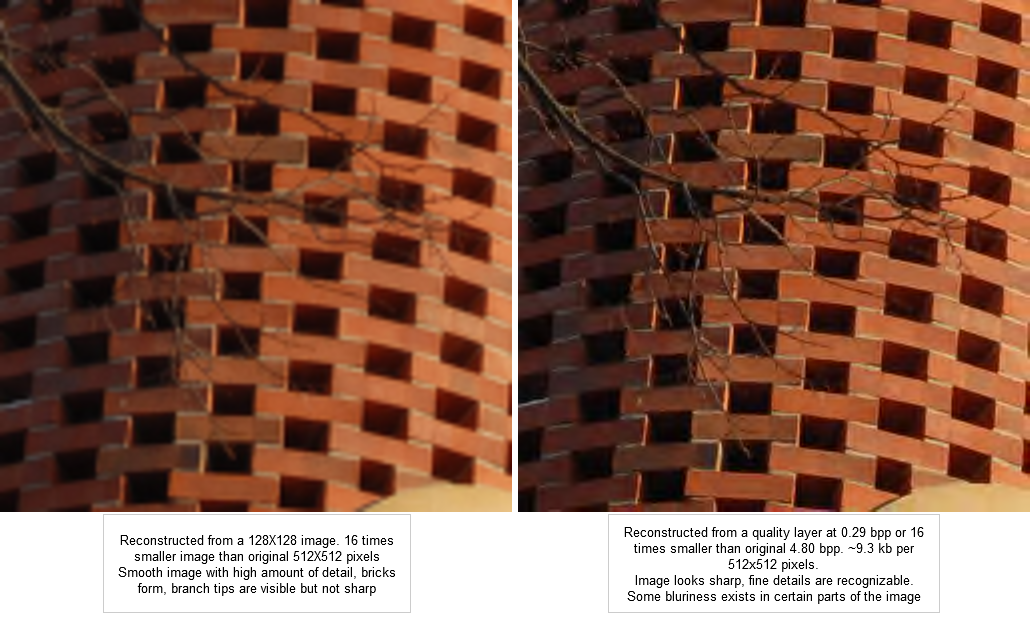 Reconstructed from a 128X128 image. 16 times
smaller image than original 512X512 pixels
Smooth image with high amount of detail, bricks
form, branch tips are visible but not sharp
Reconstructed from a quality layer at 0.29 bpp or 16
times smaller than original 4.80 bpp. ~9.3 kb per
512x512 pixels.
Image looks sharp, fine details are recognizable.
Some bluriness exists in certain parts of the image